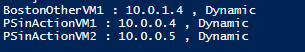 BostonOtherVM1 : 10.0.1.4 , Dynamic
PSinActionVM1 : 10.0.0.4 , Dynamic
PSinActionVM2 : 10.0.0.5 , Dynamic